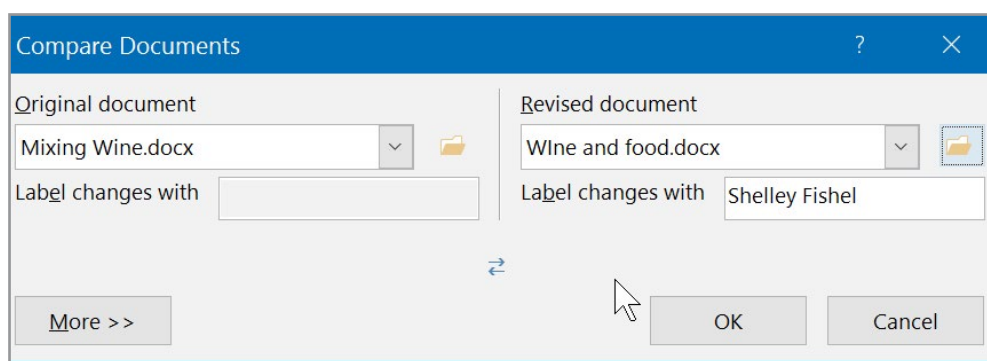 Compare Documents ?
Original document
Mixing Wine.docx
Label changes with
Revised document
WIne and food.docx
Label changes with Shelley Fishel
More >>
OK
Cancel